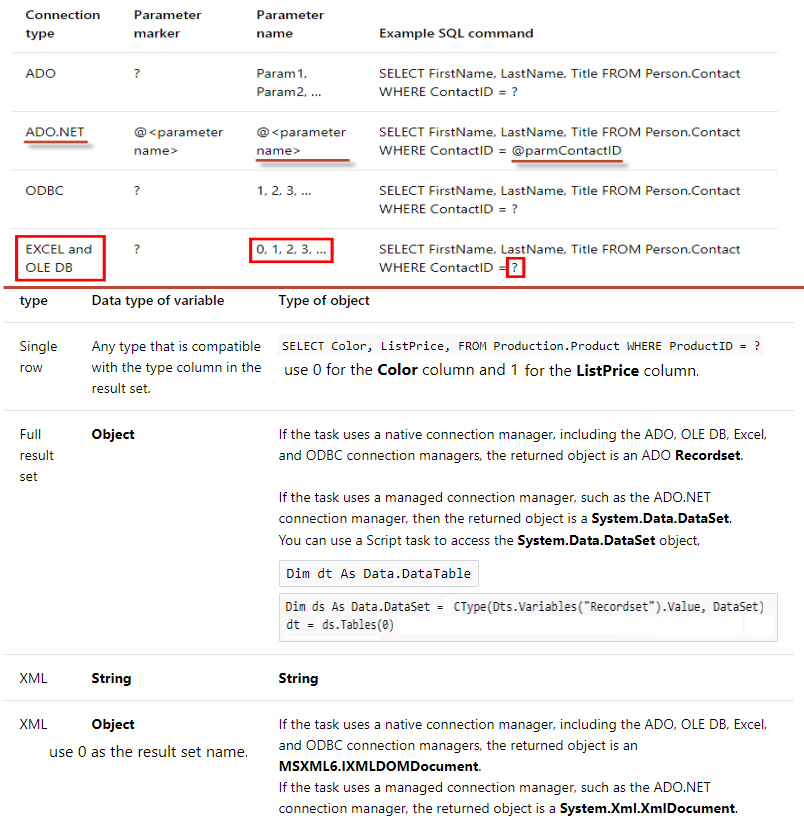 Connection type
Parameter marker
Parameter name
Example SQL command
ADO
?
Param1,
Param2, ...
SELECT FirstName, LastName, Title FROM Person.Contact
WHERE ContactID = ?
ADO.NET
@<parameter
name>
@<parameter
name>
SELECT FirstName, LastName, Title FROM Person.Contact
WHERE ContactID = @parmContactID
ODBC
?
1, 2, 3, ...
SELECT FirstName, LastName, Title FROM Person.Contact
WHERE ContactID = ?
EXCEL and
OLE DB
?
0, 1, 2, 3, ...
SELECT FirstName, LastName, Title FROM Person.Contact
WHERE ContactID = ?
type
Data type of variable
Type of object
Single
row
Any type that is compatible
with the type column in the
result set.
SELECT Color, ListPrice, FROM Production.Product WHERE ProductID = ?
use 0 for the Color column and 1 for the ListPrice column.
Full
result
set
Object
If the task uses a native connection manager, including the ADO, OLE DB, Excel,
and ODBC connection managers, the returned object is an ADO Recordset.
If the task uses a managed connection manager, such as the ADO.NET
connection manager, then the returned object is a System.Data.DataSet.
You can use a Script task to access the System.Data.DataSet object,
Dim dt As Data.DataTable
Dim ds As Data.DataSet = CType(Dts.Variables("Recordset").Value, DataSet)
dt = ds.Tables(0)
XML
String
String
XML
Object
use 0 as the result set name.
If the task uses a native connection manager, including the ADO, OLE DB, Excel,
and ODBC connection managers, the returned object is an
MSXML6.IXMLDOMDocument.
If the task uses a managed connection manager, such as the ADO.NET
connection manager, the returned object is a System.Xml.XmlDocument.